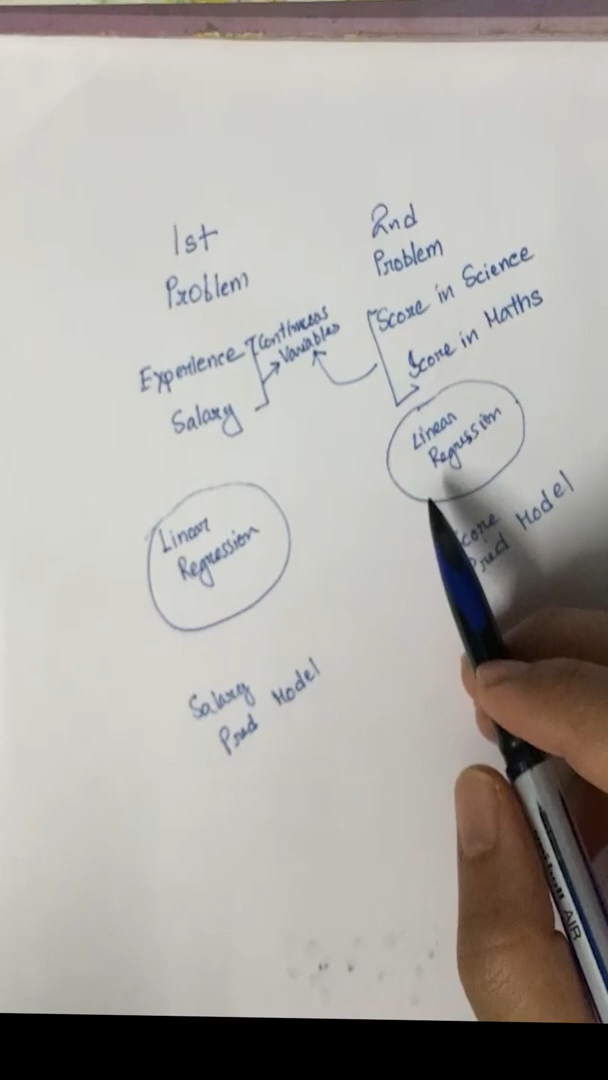 1st
Problem
Experience
Salary
Continuous
Variables
Linear
Regression
Salary
Pred Model
2nd
Problem
Score in Science
Score in Maths
Linear
Regression
Score
Pred Model
AIR